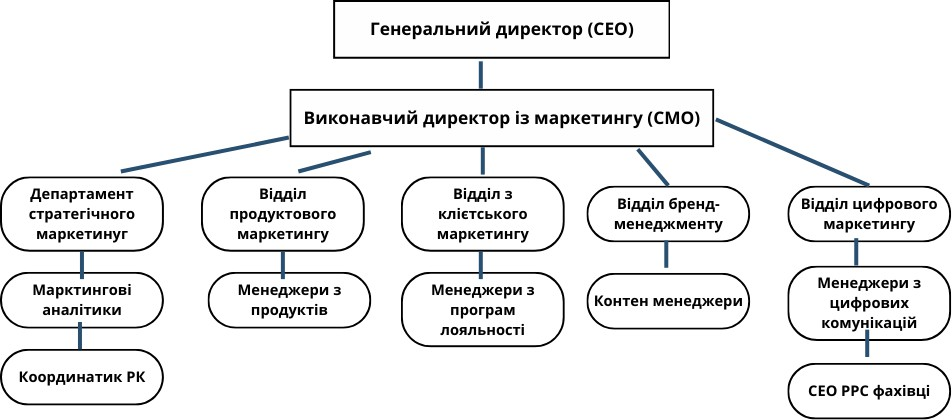 Генеральний директор (CEO)
Виконавчий директор із маркетингу (СМО)
Департамент
стратегічного
маркетинуг
Відділ
продуктового
маркетингу
Відділ з
клієтського
маркетингу
Відділ бренд-
менеджменту
Відділ цифрового
маркетингу
Марктингові
аналітики
Менеджери з
продуктів
Менеджери з
програм
лояльності
Контен менеджери
Менеджери з
цифрових
комунікацій
Координатик РК
СЕО РРС фахівці